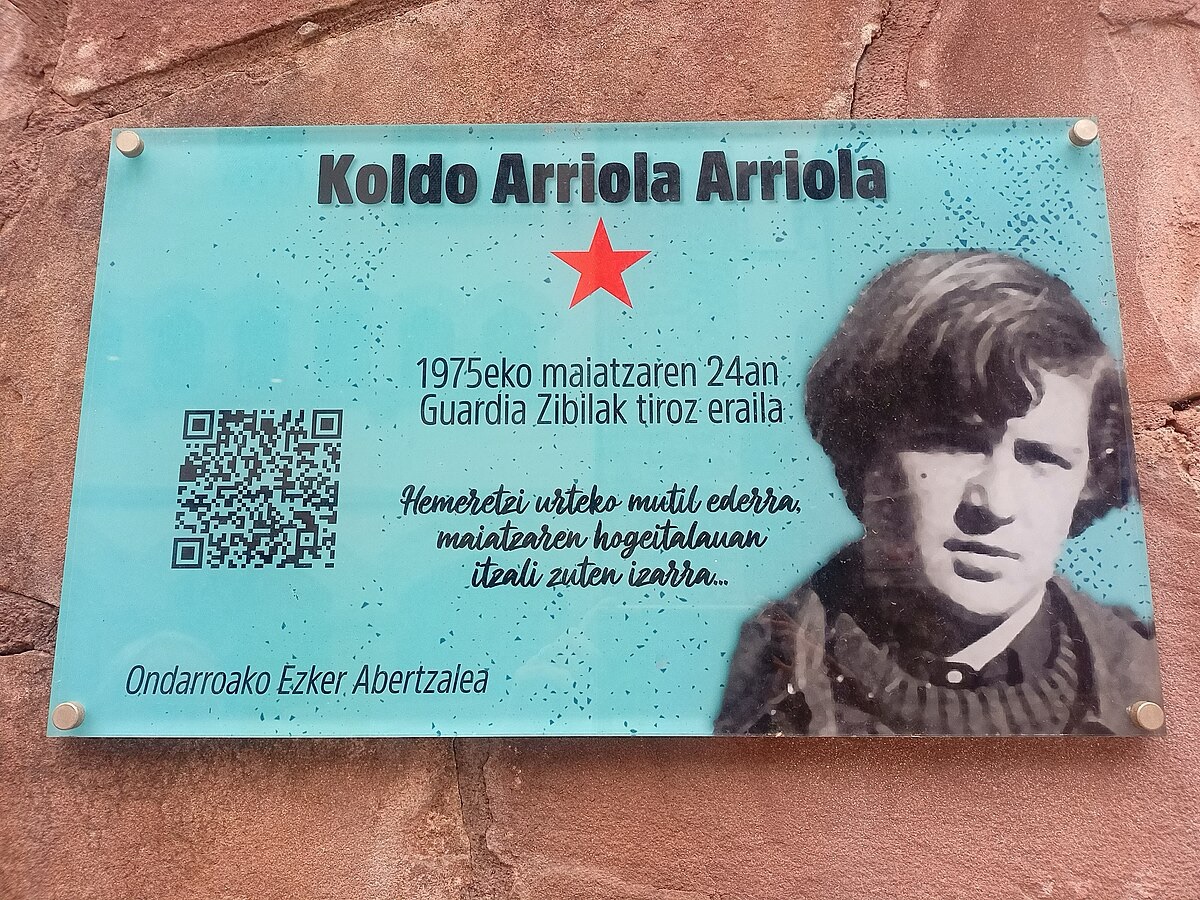 Koldo Arriola Arriola
1975eko maiatzaren 24an
Guardia Zibilak tiroz eraila
Hemeretzi urteko mutil ederra,
maiatzaren hogeitalauan
itzali zuten izarra...
Ondarroako Ezker Abertzalea